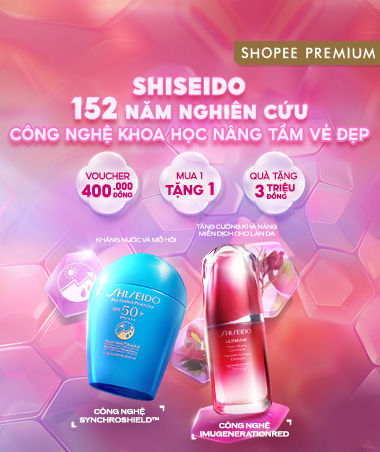 SHOPEE PREMIUM
SHISEIDO
152 NĂM NGHIÊN CỨU
CÔNG NGHỆ KHOA HỌC NÂNG TẦM VẺ ĐẸP
VOUCHER
400.000
ĐỒNG
MUA 1
TẶNG 1
QUÀ TẶNG
3 TRIỆU
ĐỒNG
KHÁNG NƯỚC VÀ MỒ HÔI
TĂNG CƯỜNG KHẢ NĂNG
MIỄN DỊCH CHO LÀN DA
SHISEIDO
SPF 50+
SHISEIDO
ULTIMUNE
CÔNG NGHỆ
SYNCHROSHIELD™
CÔNG NGHỆ
IMUGENERATIONRED